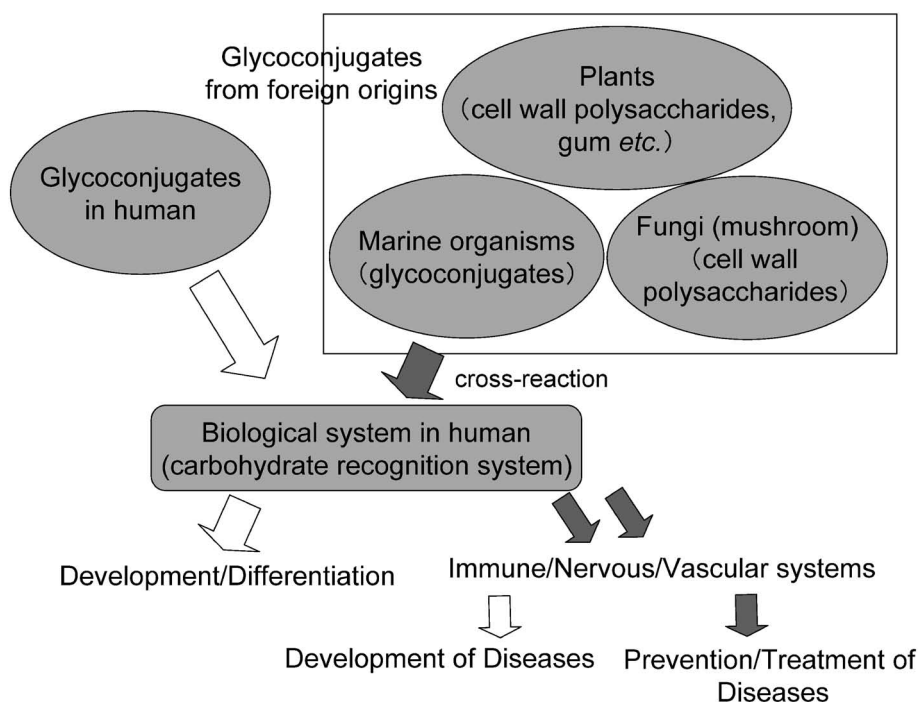 Glycoconjugates
from foreign origins
Plants
(cell wall polysaccharides,
gum etc.)
Glycoconjugates
in human
Marine organisms
(glycoconjugates)
Fungi (mushroom)
(cell wall
polysaccharides)
cross-reaction
Biological system in human
(carbohydrate recognition system)
Development/Differentiation
Immune/Nervous/Vascular systems
Development of Diseases
Prevention/Treatment of
Diseases